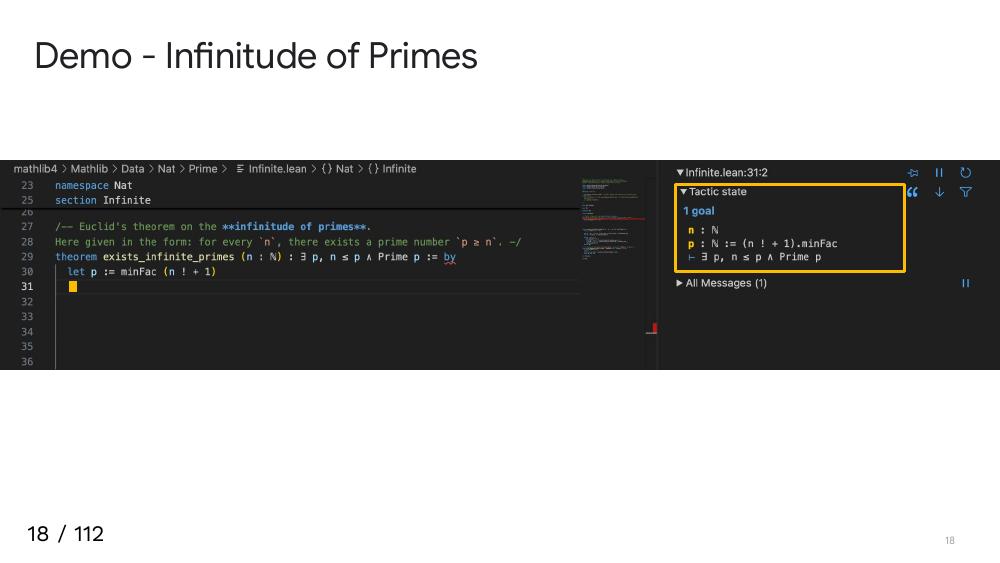 Demo - Infinitude of Primes
mathlib4 > Mathlib > Data > Nat > Prime > Infinite.lean > {} Nat > {} Infinite
23 namespace Nat
25 section Infinite
26
27 /-- Euclid's theorem on the **infinitude of primes**.
28 Here given in the form: for every `n`, there exists a prime number `p ≥ n`. -/
29 theorem exists_infinite_primes (n : ℕ) : ∃ p, n ≤ p ∧ Prime p := by
30 let p := minFac (n ! + 1)
31
32
33
34
35
36
▼Infinite.lean:31:2
▼Tactic state
1 goal
n : ℕ
p : ℕ := (n ! + 1).minFac
⊢ ∃ p, n ≤ p ∧ Prime p
▶ All Messages (1)
18 / 112
18